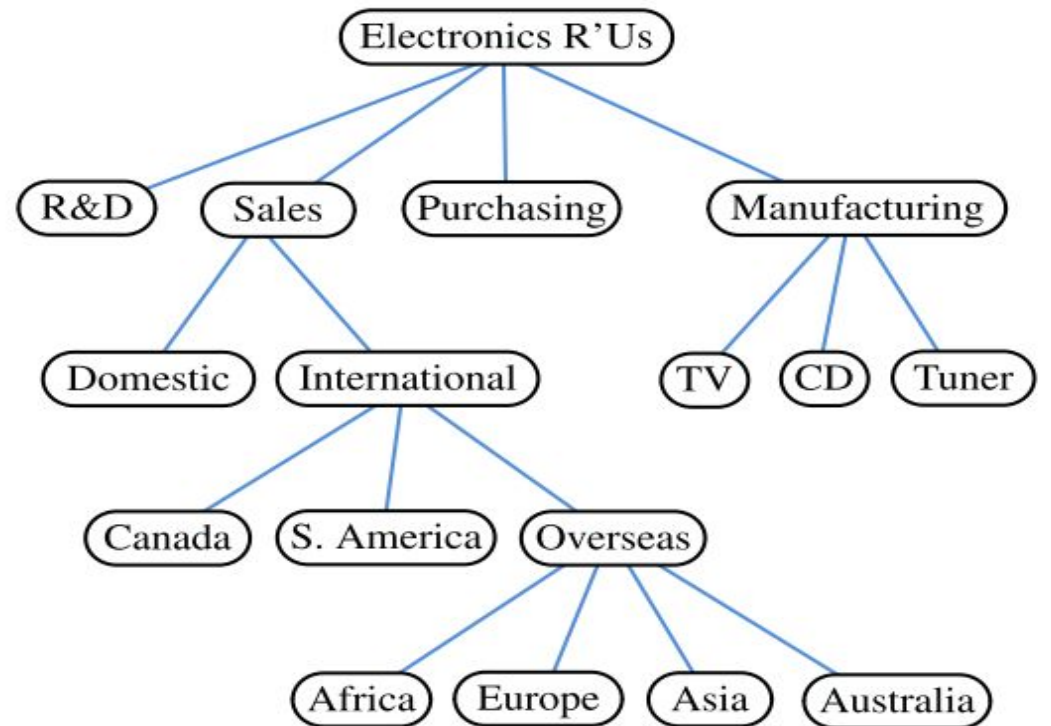 Electronics R'Us
R&D Sales Purchasing Manufacturing
Domestic International TV CD Tuner
Canada S. America Overseas
Africa Europe Asia Australia